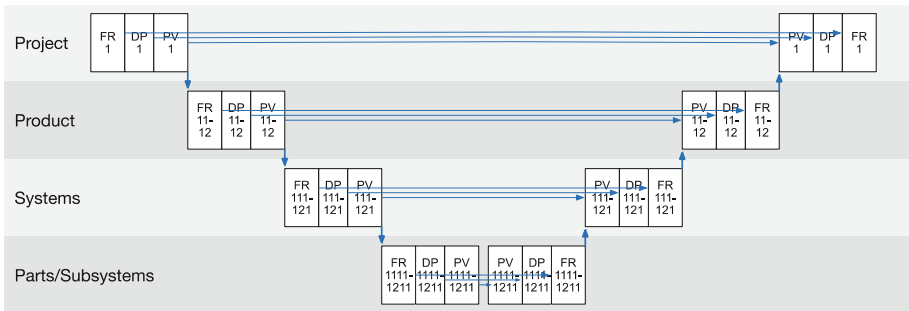 Project
FR DP PV PV DP FR
1 1 1 1 1 1
Product
FR DP PV PV DP FR
11- 11- 11- 11- 11- 11-
12 12 12 12 12 12
Systems
FR DP PV PV DP FR
111- 111- 111- 111- 111- 111-
121 121 121 121 121 121
Parts/Subsystems
FR DP PV PV DP FR
1111- 1111- 1111- 1111- 1111- 1111-
1211 1211 1211 1211 1211 1211